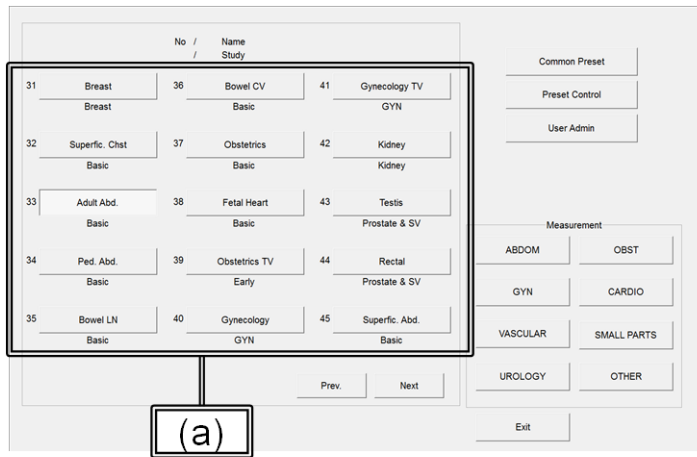 No / Name
/ Study
31 Breast 36 Bowel CV 41 Gynecology TV
Breast Basic GYN
32 Superfic. Chst 37 Obstetrics 42 Kidney
Basic Basic Kidney
33 Adult Abd. 38 Fetal Heart 43 Testis
Basic Basic Prostate & SV
34 Ped. Abd. 39 Obstetrics TV 44 Rectal
Basic Early Prostate & SV
35 Bowel LN 40 Gynecology 45 Superfic. Abd.
Basic GYN Basic
Prev. Next
(a)
Common Preset
Preset Control
User Admin
Measurement
ABDOM OBST
GYN CARDIO
VASCULAR SMALL PARTS
UROLOGY OTHER
Exit